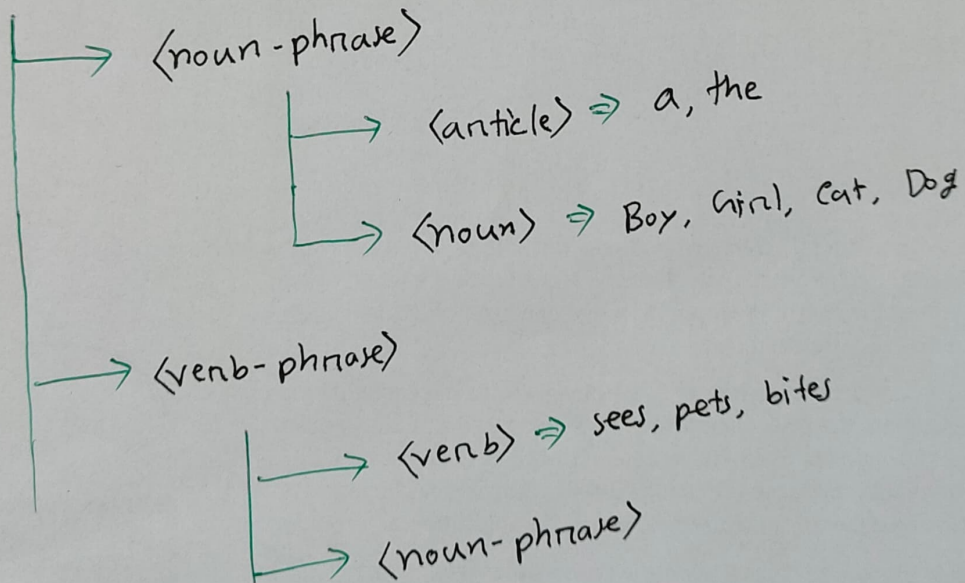 <noun-phrase>
<article> ⇒ a, the
<noun> ⇒ Boy, Girl, Cat, Dog
<verb-phrase>
<verb> ⇒ sees, pets, bites
<noun-phrase>